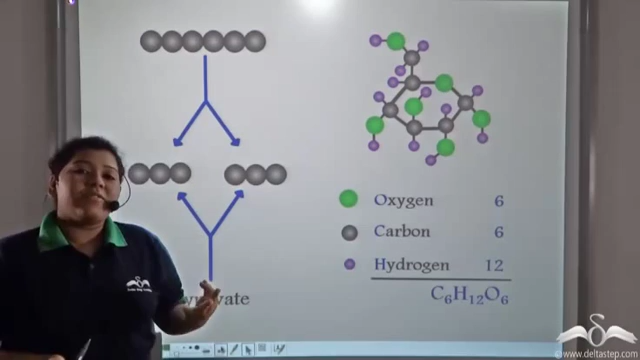 Oxygen 6
Carbon 6
Hydrogen 12
C₆H₁₂O₆
www.deltastep.com